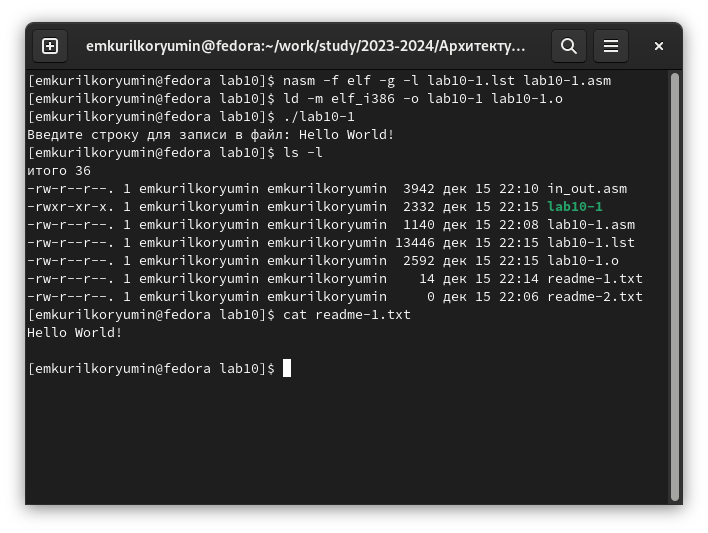 emkurilkoryumin@fedora:~/work/study/2023-2024/Архитекту...
[emkurilkoryumin@fedora lab10]$ nasm -f elf -g -l lab10-1.lst lab10-1.asm
[emkurilkoryumin@fedora lab10]$ ld -m elf_i386 -o lab10-1 lab10-1.o
[emkurilkoryumin@fedora lab10]$ ./lab10-1
Введите строку для записи в файл: Hello World!
[emkurilkoryumin@fedora lab10]$ ls -l
итого 36
-rw-r--r--. 1 emkurilkoryumin emkurilkoryumin  3942 дек 15 22:10 in_out.asm
-rwxr-xr-x. 1 emkurilkoryumin emkurilkoryumin  2332 дек 15 22:15 lab10-1
-rw-r--r--. 1 emkurilkoryumin emkurilkoryumin  1140 дек 15 22:08 lab10-1.asm
-rw-r--r--. 1 emkurilkoryumin emkurilkoryumin 13446 дек 15 22:15 lab10-1.lst
-rw-r--r--. 1 emkurilkoryumin emkurilkoryumin  2592 дек 15 22:15 lab10-1.o
-rw-r--r--. 1 emkurilkoryumin emkurilkoryumin    14 дек 15 22:14 readme-1.txt
-rw-r--r--. 1 emkurilkoryumin emkurilkoryumin     0 дек 15 22:06 readme-2.txt
[emkurilkoryumin@fedora lab10]$ cat readme-1.txt
Hello World!
[emkurilkoryumin@fedora lab10]$